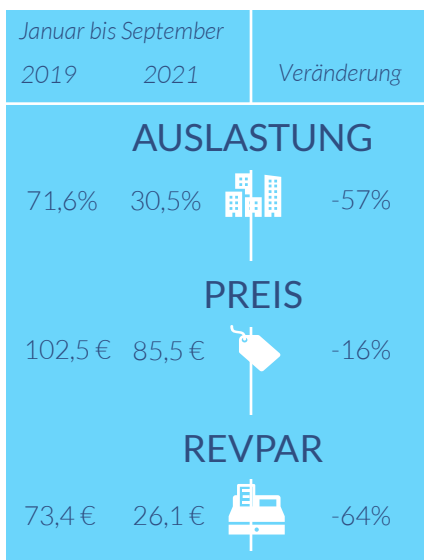 Januar bis September
2019 2021 Veränderung
AUSLASTUNG
71,6% 30,5% -57%
PREIS
102,5 € 85,5 € -16%
REVPAR
73,4 € 26,1 € -64%